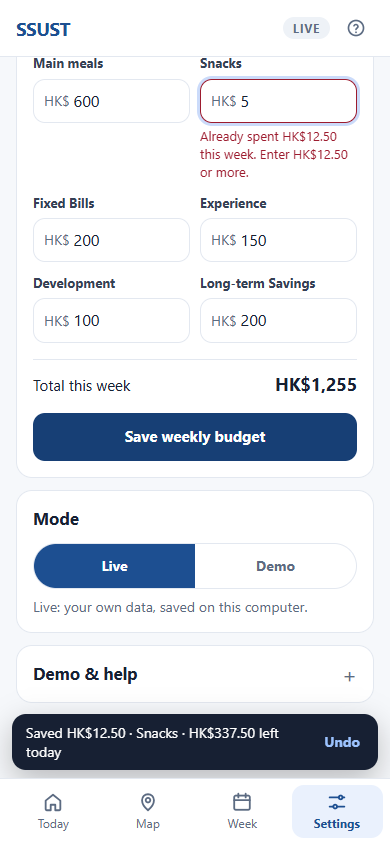 SSUST
LIVE
Main meals
Snacks
HK$ 600
HK$ 5
Already spent HK$12.50
this week. Enter HK$12.50
or more.
Fixed Bills
Experience
HK$ 200
HK$ 150
Development
Long-term Savings
HK$ 100
HK$ 200
Total this week
HK$1,255
Save weekly budget
Mode
Live
Demo
Live: your own data, saved on this computer.
Demo & help
Saved HK$12.50 · Snacks · HK$337.50 left
today
Undo
Today
Map
Week
Settings